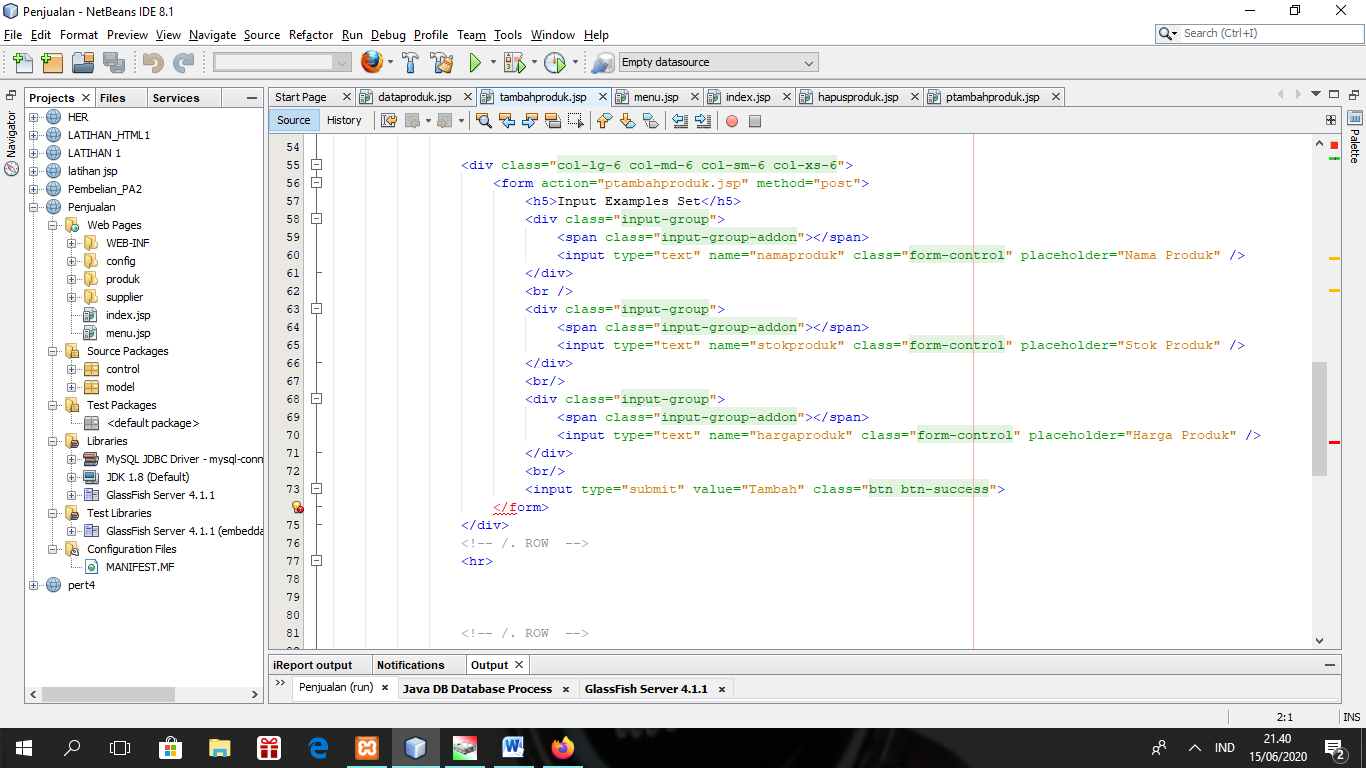 Penjualan - NetBeans IDE 8.1
File Edit Format Preview View Navigate Source Refactor Run Debug Profile Team Tools Window Help
Search (Ctrl+I)
Empty datasource
Projects Files Services
Start Page dataproduk.jsp tambahproduk.jsp menu.jsp index.jsp hapusproduk.jsp ptambahproduk.jsp
Source History
Navigator
Palette
HER
LATIHAN_HTML1
LATIHAN 1
latihan jsp
Pembelian_PA2
Penjualan
Web Pages
WEB-INF
config
produk
supplier
index.jsp
menu.jsp
Source Packages
control
model
Test Packages
<default package>
Libraries
MySQL JDBC Driver - mysql-conn
JDK 1.8 (Default)
GlassFish Server 4.1.1
Test Libraries
GlassFish Server 4.1.1 (embedda
Configuration Files
MANIFEST.MF
pert4
54
55 <div class="col-lg-6 col-md-6 col-sm-6 col-xs-6">
56 <form action="ptambahproduk.jsp" method="post">
57 <h5>Input Examples Set</h5>
58 <div class="input-group">
59 <span class="input-group-addon"></span>
60 <input type="text" name="namaproduk" class="form-control" placeholder="Nama Produk" />
61 </div>
62 <br />
63 <div class="input-group">
64 <span class="input-group-addon"></span>
65 <input type="text" name="stokproduk" class="form-control" placeholder="Stok Produk" />
66 </div>
67 <br/>
68 <div class="input-group">
69 <span class="input-group-addon"></span>
70 <input type="text" name="hargaproduk" class="form-control" placeholder="Harga Produk" />
71 </div>
72 <br/>
73 <input type="submit" value="Tambah" class="btn btn-success">
</form>
75 </div>
76 <!-- /. ROW  -->
77 <hr>
78
79
80
81 <!-- /. ROW  -->
iReport output Notifications Output
Penjualan (run) Java DB Database Process GlassFish Server 4.1.1
2:1 INS
IND
21.40
15/06/2020
2